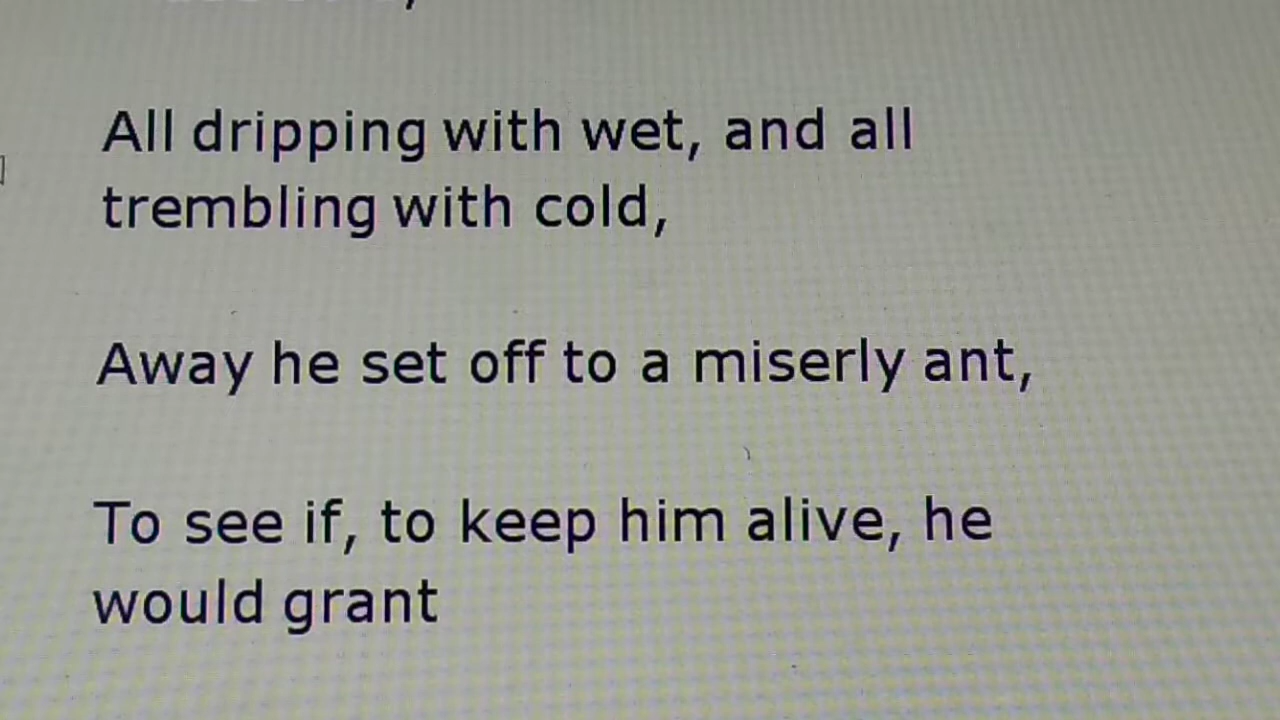 All dripping with wet, and all
trembling with cold,
Away he set off to a miserly ant,
To see if, to keep him alive, he
would grant